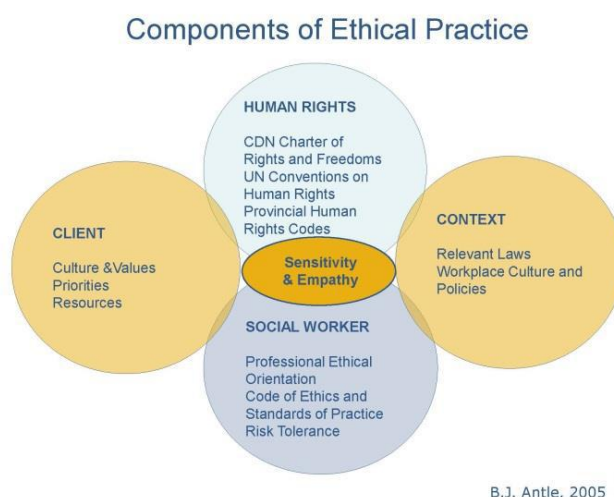 Components of Ethical Practice
HUMAN RIGHTS
CDN Charter of
Rights and Freedoms
UN Conventions on
Human Rights
Provincial Human
Rights Codes
CLIENT
Culture &Values
Priorities
Resources
CONTEXT
Relevant Laws
Workplace Culture and
Policies
Sensitivity
& Empathy
SOCIAL WORKER
Professional Ethical
Orientation
Code of Ethics and
Standards of Practice
Risk Tolerance
B.J. Antle, 2005